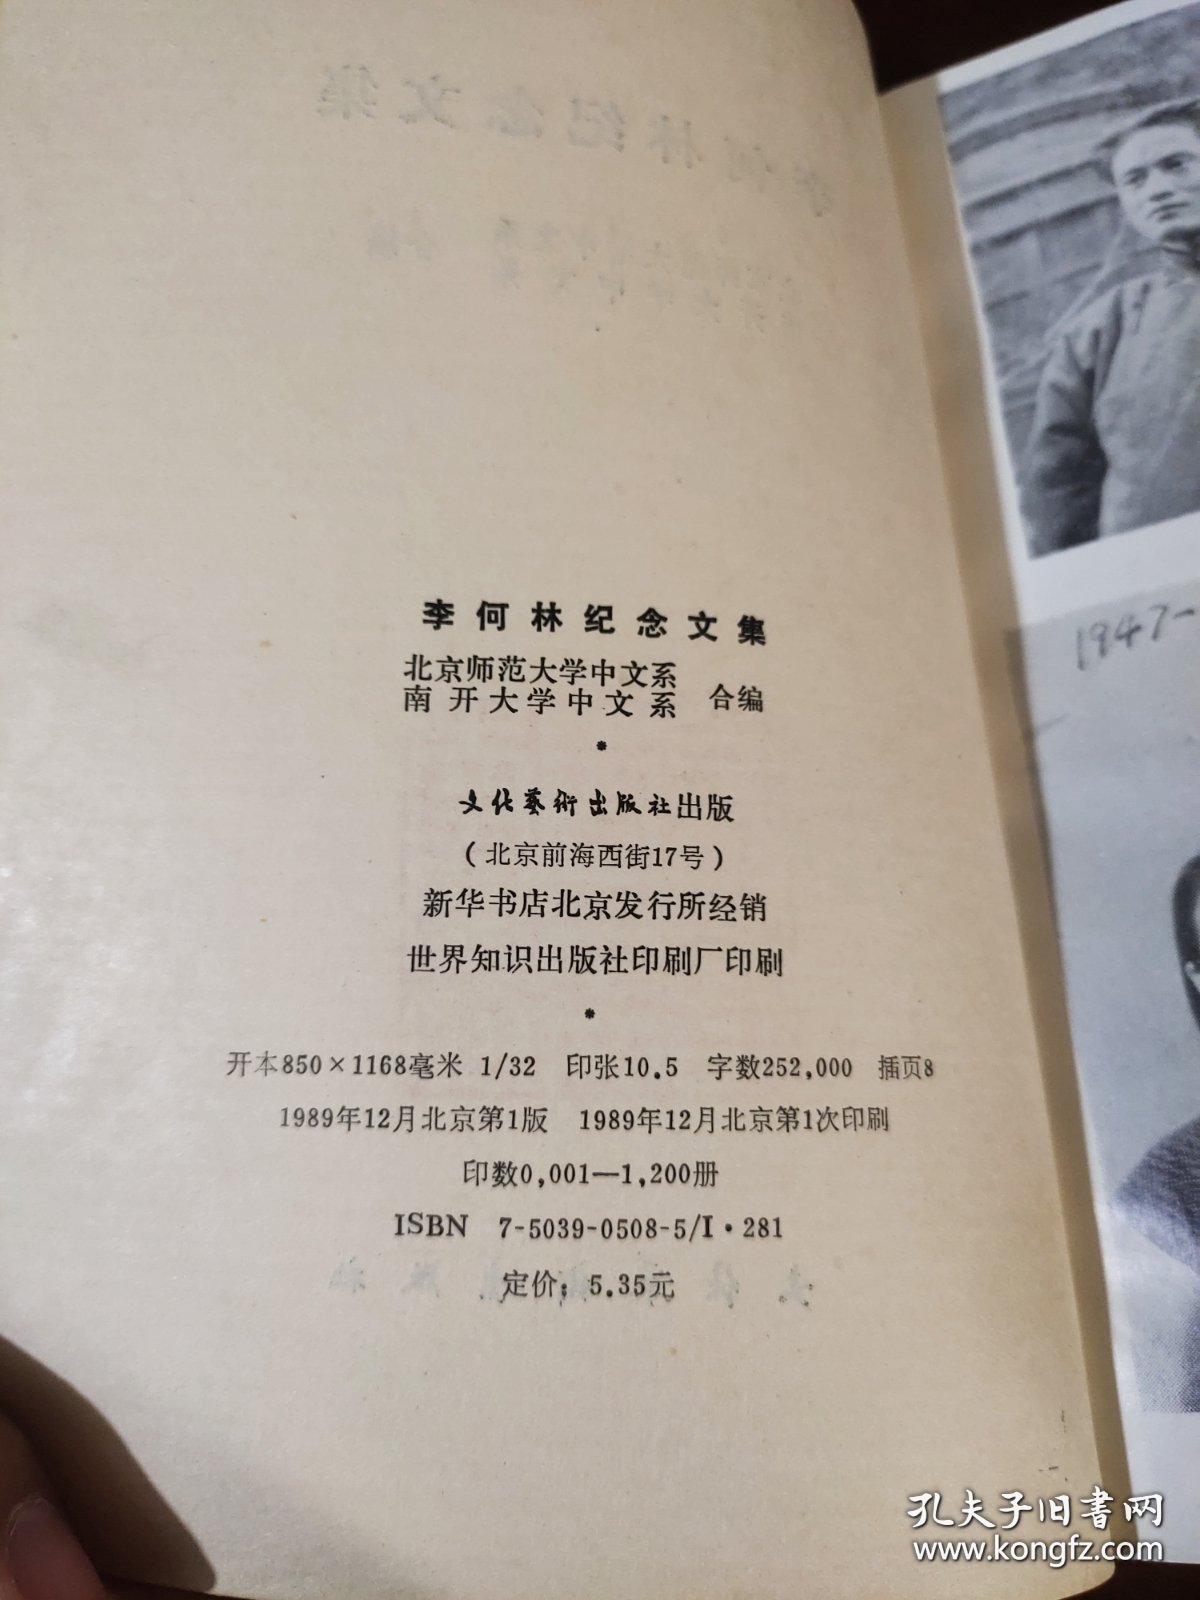 李何林纪念文集
北京师范大学中文系
南开大学中文系 合编
*
文化藝術出版社出版
(北京前海西街17号)
新华书店北京发行所经销
世界知识出版社印刷厂印刷
*
开本850×1168毫米 1/32 印张10.5 字数252,000 插页8
1989年12月北京第1版 1989年12月北京第1次印刷
印数0,001—1,200册
ISBN 7-5039-0508-5/I·281
定价：5.35元
1947-
孔夫子旧书网
www.kongfz.com